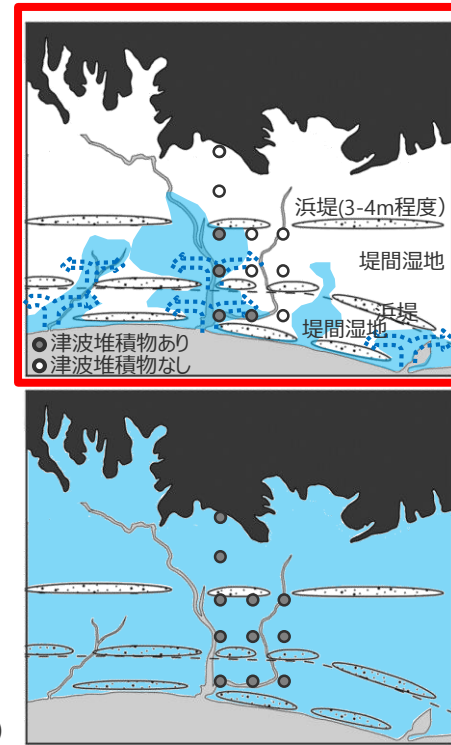 浜堤(3-4m程度)
堤間湿地
浜堤
堤間湿地
津波堆積物あり
津波堆積物なし
)